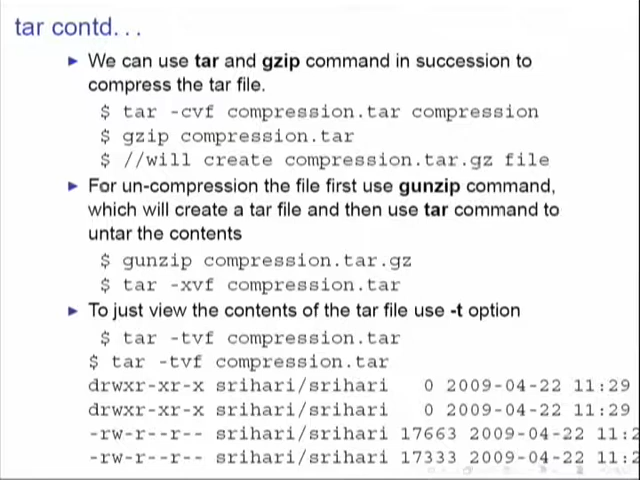 tar contd...
▶ We can use tar and gzip command in succession to
compress the tar file.
$ tar -cvf compression.tar compression
$ gzip compression.tar
$ //will create compression.tar.gz file
▶ For un-compression the file first use gunzip command,
which will create a tar file and then use tar command to
untar the contents
$ gunzip compression.tar.gz
$ tar -xvf compression.tar
▶ To just view the contents of the tar file use -t option
$ tar -tvf compression.tar
$ tar -tvf compression.tar
drwxr-xr-x srihari/srihari 0 2009-04-22 11:29
drwxr-xr-x srihari/srihari 0 2009-04-22 11:29
-rw-r--r-- srihari/srihari 17663 2009-04-22 11:2
-rw-r--r-- srihari/srihari 17333 2009-04-22 11:2